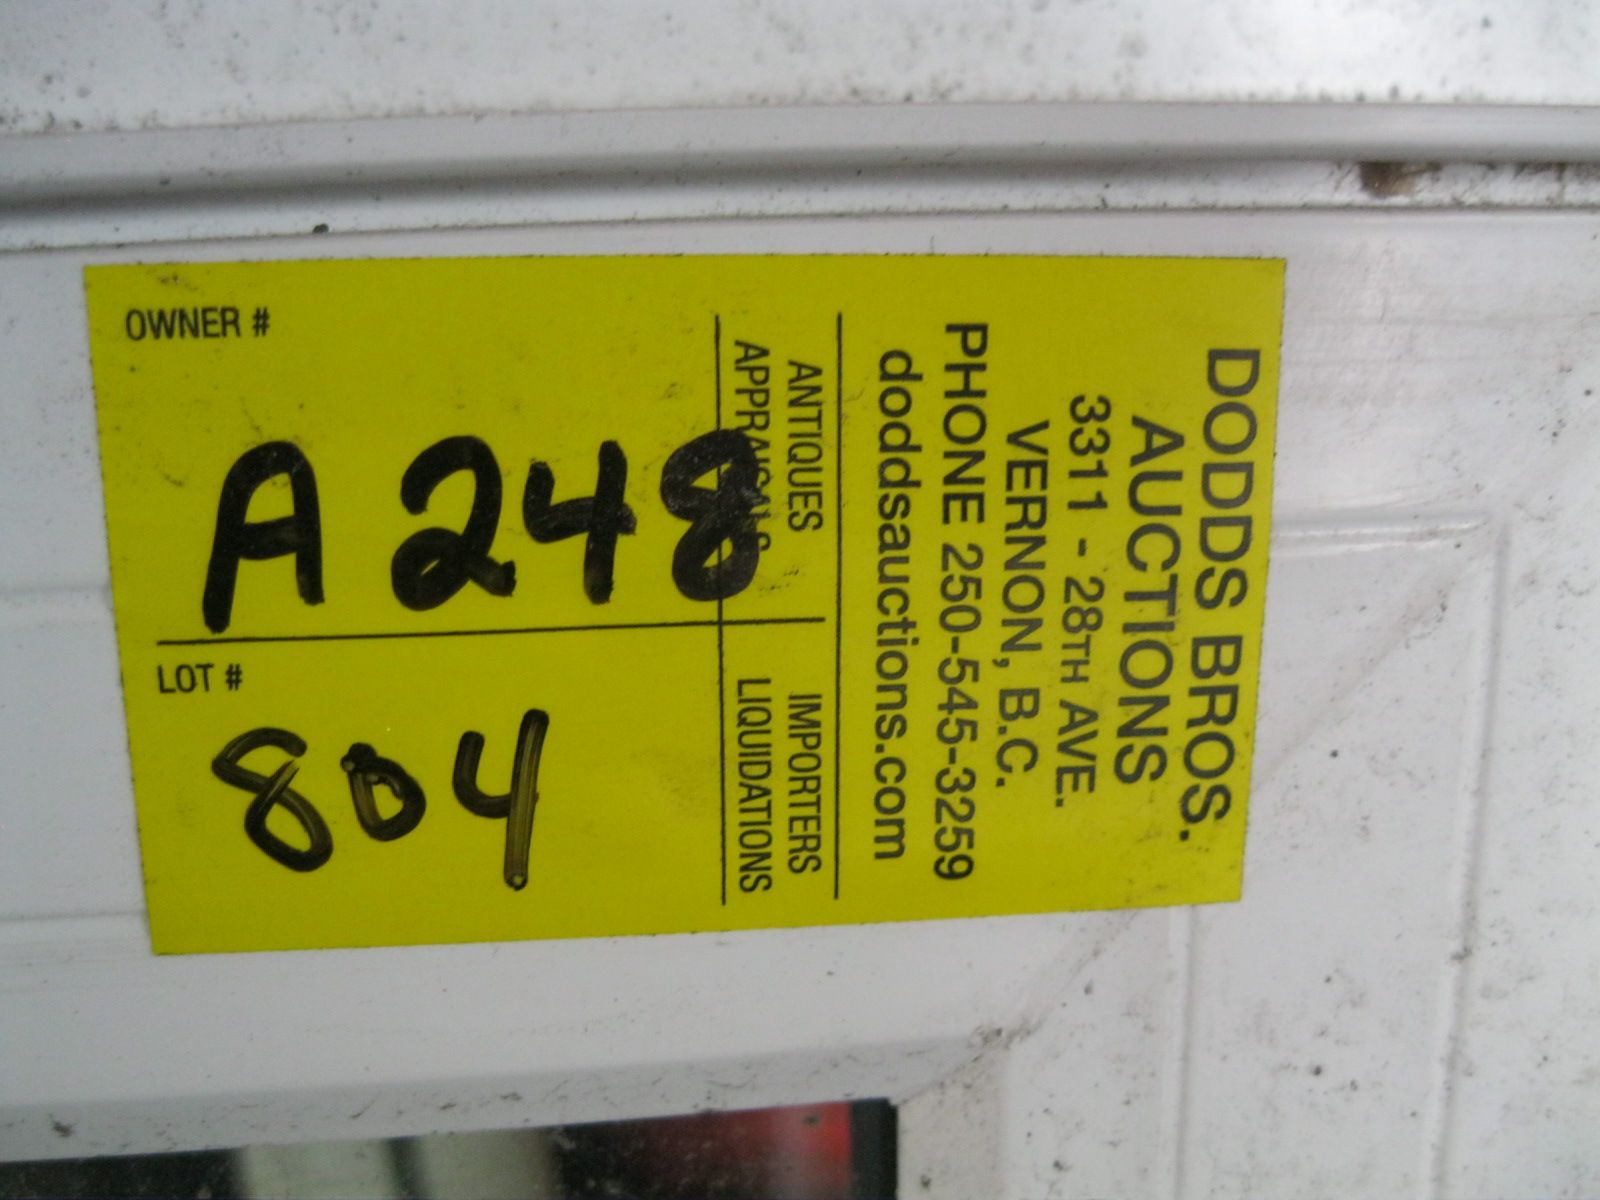 DODDS BROS.
AUCTIONS
3311 - 28TH AVE.
VERNON, B.C.
PHONE 250-545-3259
doddsauctions.com
ANTIQUES IMPORTERS
APPRAISALS LIQUIDATIONS
OWNER #
A 248
LOT #
804